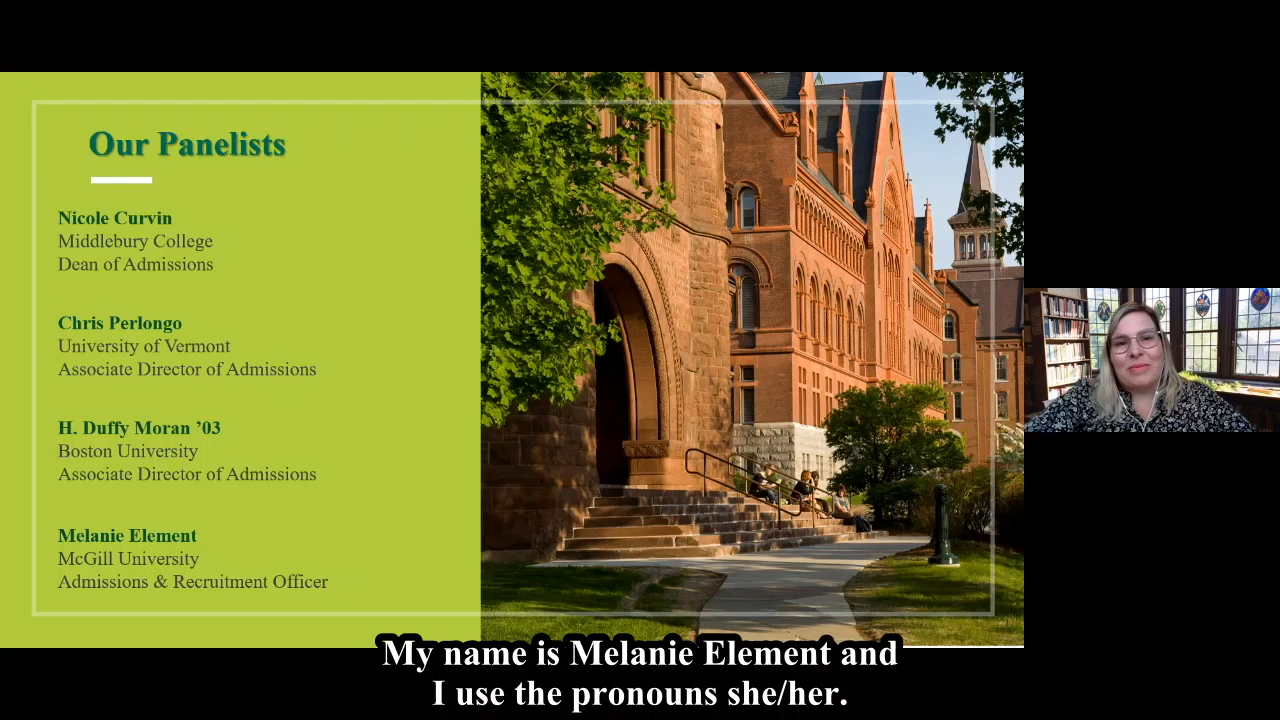 Our Panelists
Nicole Curvin
Middlebury College
Dean of Admissions
Chris Perlongo
University of Vermont
Associate Director of Admissions
H. Duffy Moran ’03
Boston University
Associate Director of Admissions
Melanie Element
McGill University
Admissions & Recruitment Officer
My name is Melanie Element and
I use the pronouns she/her.